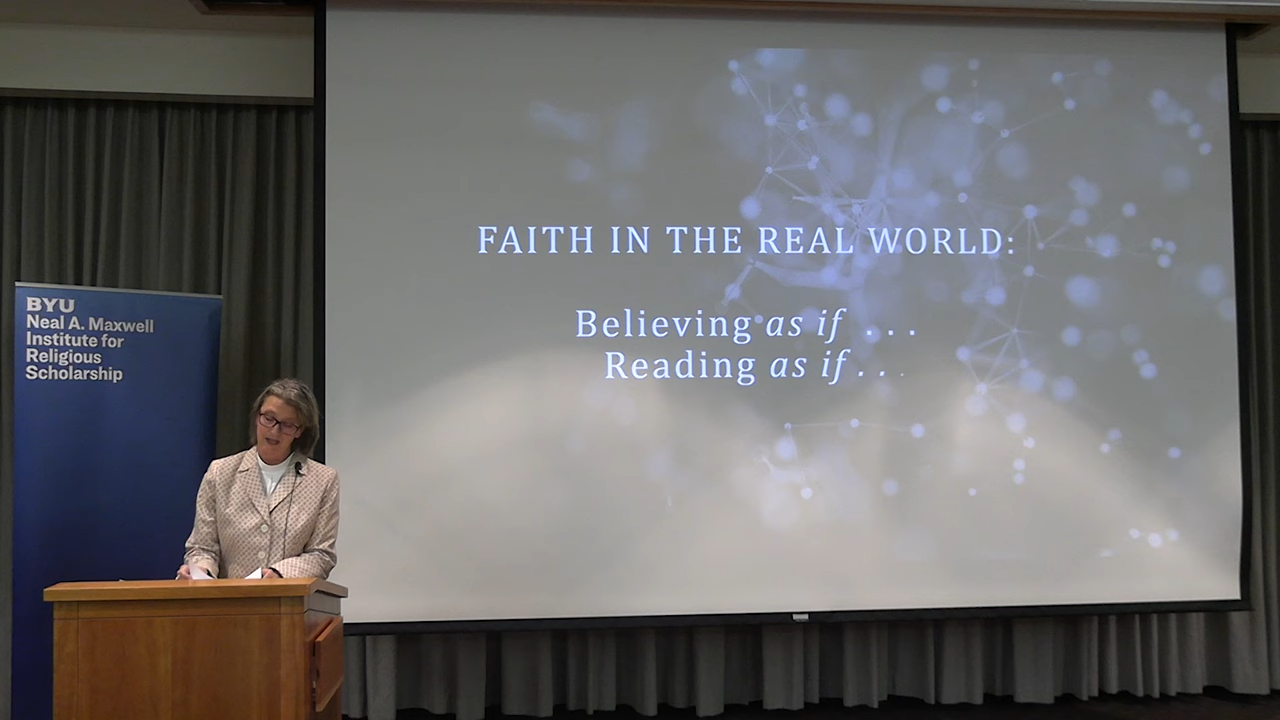 BYU
Neal A. Maxwell
Institute for
Religious
Scholarship
FAITH IN THE REAL WORLD:
Believing as if . . .
Reading as if . . .